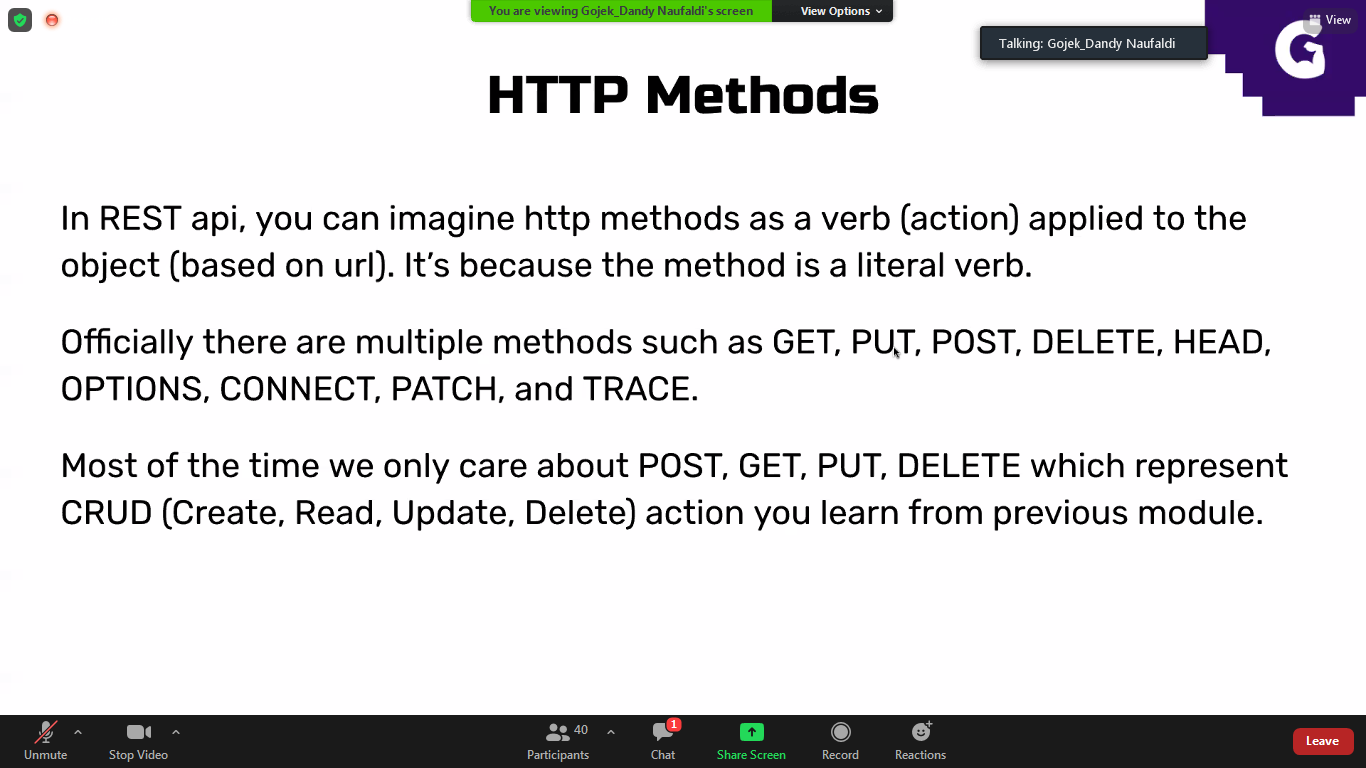 You are viewing Gojek_Dandy Naufaldi's screen
View Options
View
Talking: Gojek_Dandy Naufaldi
G
HTTP Methods
In REST api, you can imagine http methods as a verb (action) applied to the
object (based on url). It’s because the method is a literal verb.
Officially there are multiple methods such as GET, PUT, POST, DELETE, HEAD,
OPTIONS, CONNECT, PATCH, and TRACE.
Most of the time we only care about POST, GET, PUT, DELETE which represent
CRUD (Create, Read, Update, Delete) action you learn from previous module.
Unmute
Stop Video
Participants
40
Chat
1
Share Screen
Record
Reactions
Leave